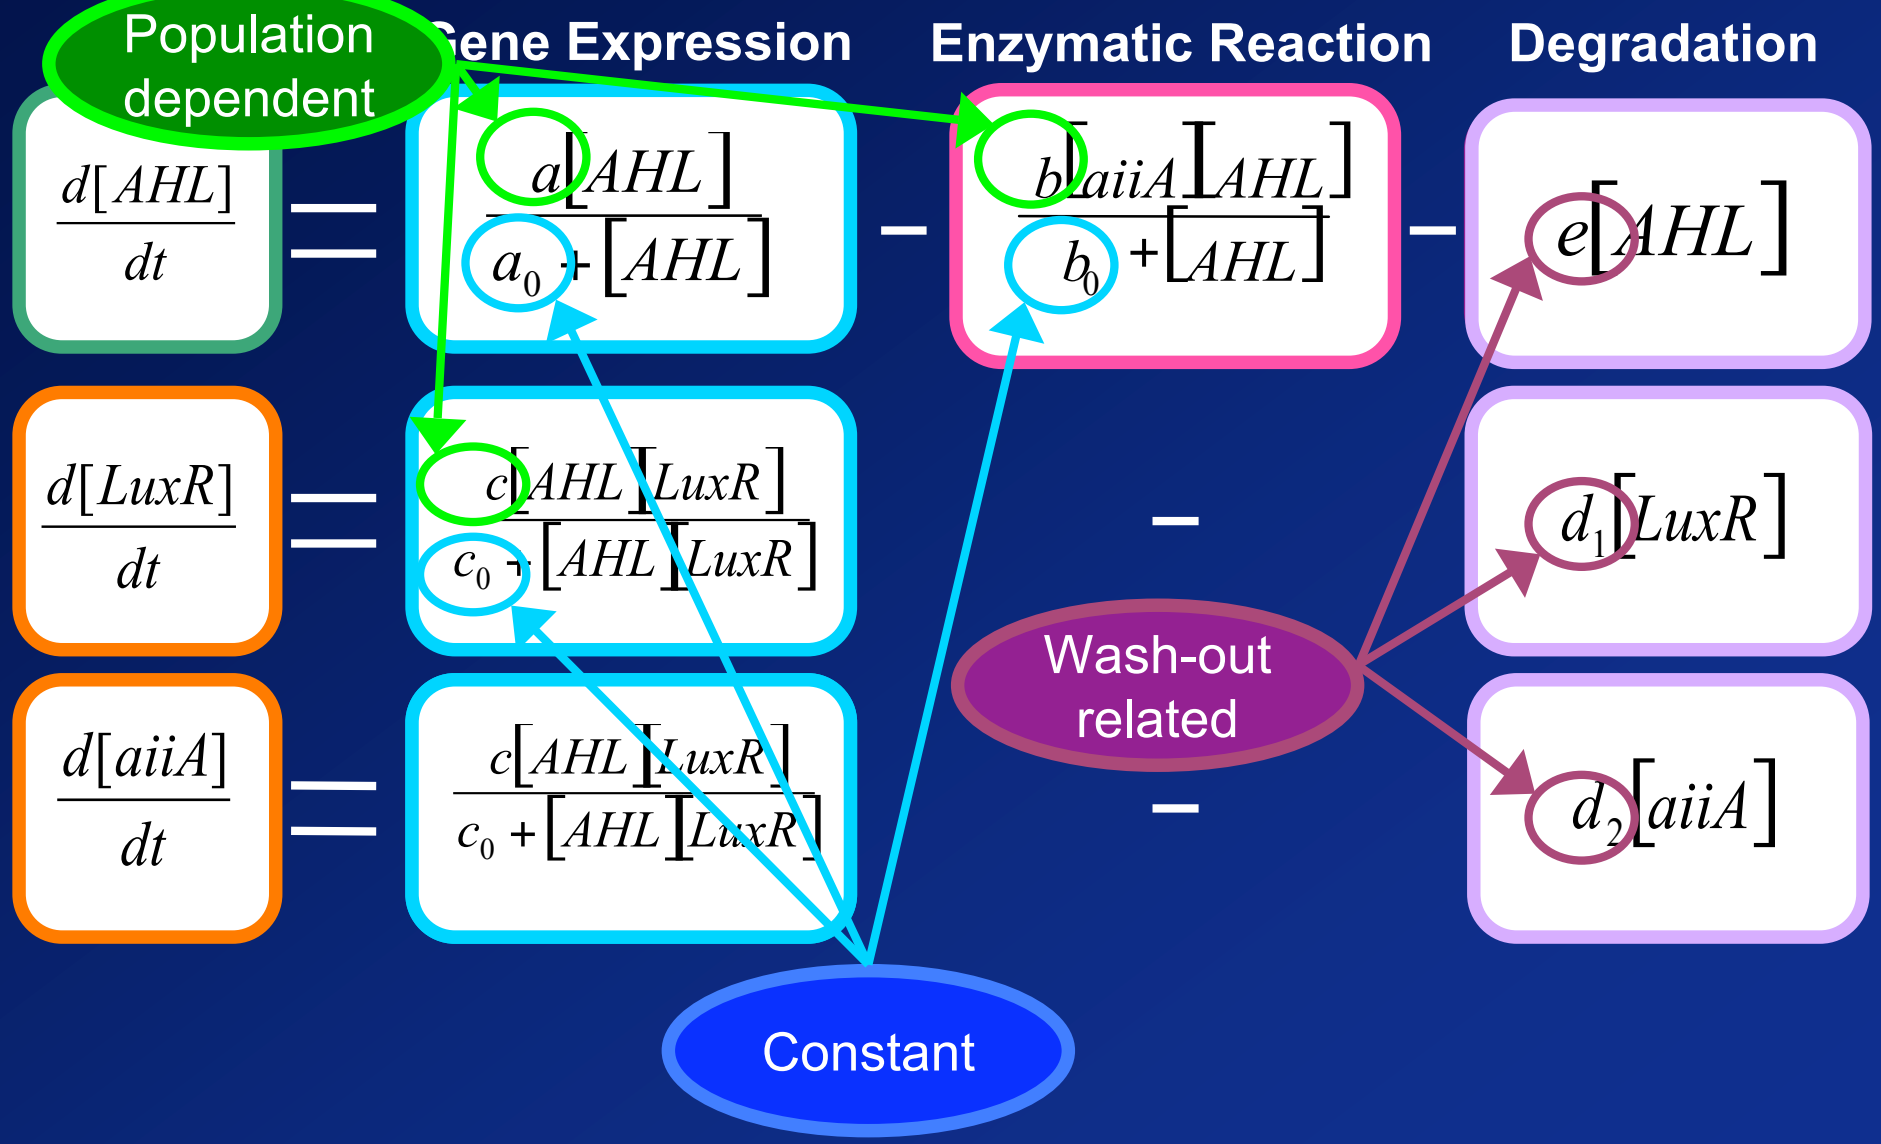 Population
dependent
Gene Expression
Enzymatic Reaction
Degradation
d[AHL]
dt
=
a[AHL]
a₀ + [AHL]
−
b[aiiA][AHL]
b₀ + [AHL]
−
e[AHL]
d[LuxR]
dt
=
c[AHL][LuxR]
c₀ + [AHL][LuxR]
−
d₁[LuxR]
Wash-out
related
d[aiiA]
dt
=
c[AHL][LuxR]
c₀ + [AHL][LuxR]
−
d₂[aiiA]
Constant